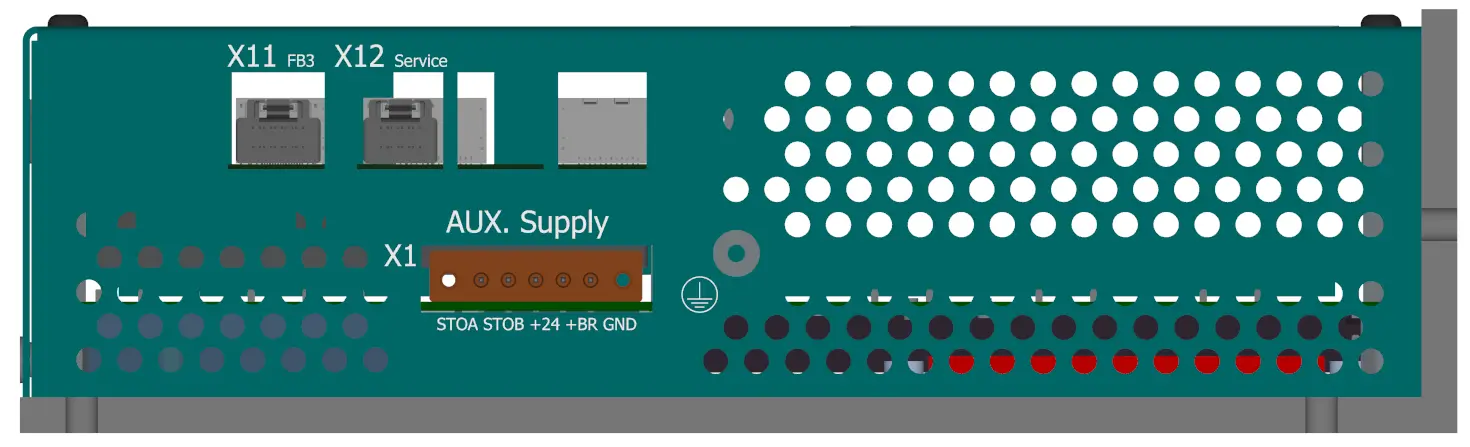 X11 FB3 X12 Service
AUX. Supply
X1
STOA STOB +24 +BR GND